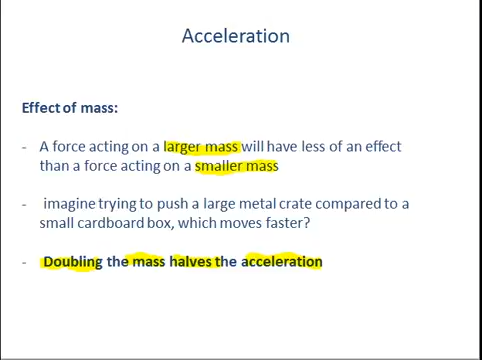 Acceleration
Effect of mass:
- A force acting on a larger mass will have less of an effect
than a force acting on a smaller mass
- imagine trying to push a large metal crate compared to a
small cardboard box, which moves faster?
- Doubling the mass halves the acceleration